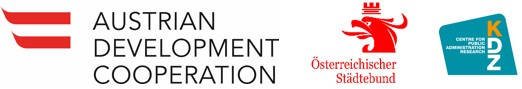 AUSTRIAN
DEVELOPMENT
COOPERATION
Österreichischer
Städtebund
CENTRE FOR
PUBLIC
ADMINISTRATION
RESEARCH
KDZ